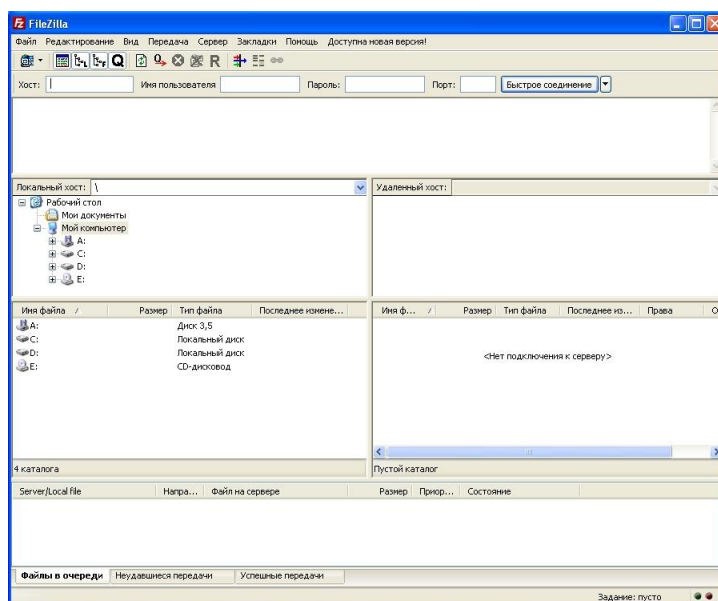 FileZilla
Файл Редактирование Вид Передача Сервер Закладки Помощь Доступна новая версия!
Хост: Имя пользователя Пароль: Порт: Быстрое соединение
Локальный хост: \
Рабочий стол
Мои документы
Мой компьютер
A:
C:
D:
E:
Удаленный хост:
Имя файла / Размер Тип файла Последнее измене...
A: Диск 3,5
C: Локальный диск
D: Локальный диск
E: CD-дисковод
4 каталога
Имя ф... / Размер Тип файла Последнее из... Права О
<Нет подключения к серверу>
Пустой каталог
Server/Local file Напра... Файл на сервере Размер Приор... Состояние
Файлы в очереди Неудавшиеся передачи Успешные передачи
Задание: пусто